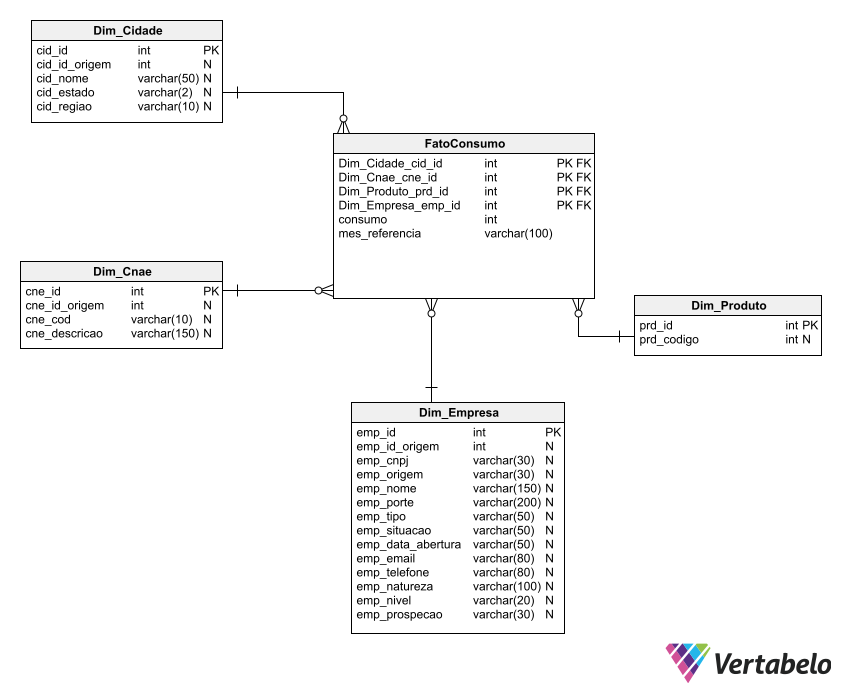 Dim_Cidade
cid_id int PK
cid_id_origem int N
cid_nome varchar(50) N
cid_estado varchar(2) N
cid_regiao varchar(10) N
FatoConsumo
Dim_Cidade_cid_id int PK FK
Dim_Cnae_cne_id int PK FK
Dim_Produto_prd_id int PK FK
Dim_Empresa_emp_id int PK FK
consumo int
mes_referencia varchar(100)
Dim_Cnae
cne_id int PK
cne_id_origem int N
cne_cod varchar(10) N
cne_descricao varchar(150) N
Dim_Produto
prd_id int PK
prd_codigo int N
Dim_Empresa
emp_id int PK
emp_id_origem int N
emp_cnpj varchar(30) N
emp_origem varchar(30) N
emp_nome varchar(150) N
emp_porte varchar(200) N
emp_tipo varchar(50) N
emp_situacao varchar(50) N
emp_data_abertura varchar(50) N
emp_email varchar(80) N
emp_telefone varchar(80) N
emp_natureza varchar(100) N
emp_nivel varchar(20) N
emp_prospecao varchar(30) N
Vertabelo